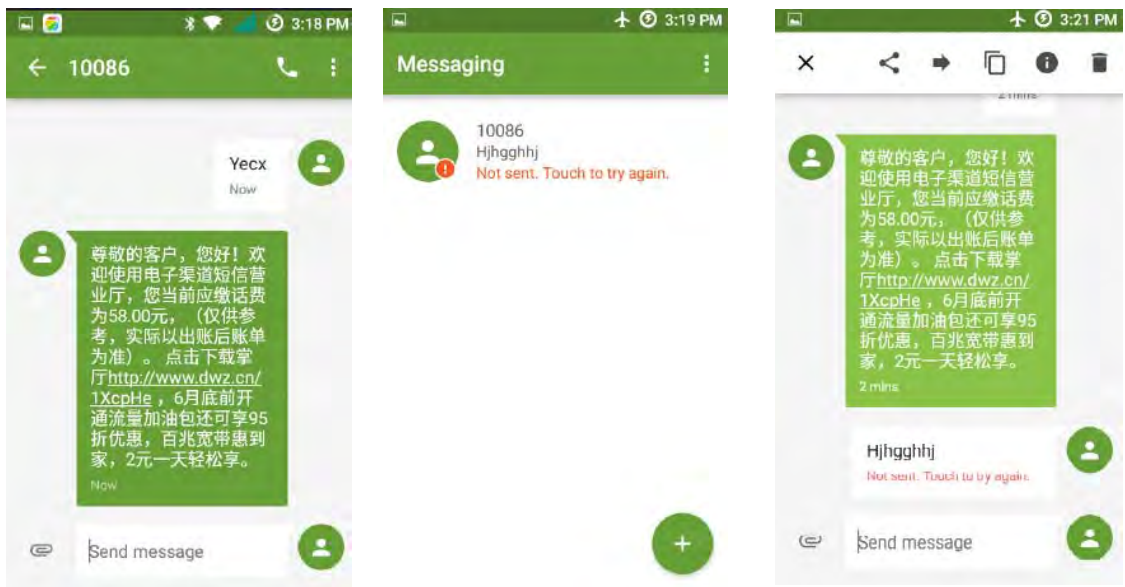 3:18 PM
10086
Yecx
Now
尊敬的客户，您好！欢
迎使用电子渠道短信营
业厅，您当前应缴话费
为58.00元，（仅供参
考，实际以出账后账单
为准）。点击下载掌
厅http://www.dwz.cn/
1XcpHe ，6月底前开
通流量加油包还可享95
折优惠，百兆宽带惠到
家，2元一天轻松享。
Now
Send message
3:19 PM
Messaging
10086
Hjhgghhj
Not sent. Touch to try again.
3:21 PM
2 mins
尊敬的客户，您好！欢
迎使用电子渠道短信营
业厅，您当前应缴话费
为58.00元，（仅供参
考，实际以出账后账单
为准）。点击下载掌
厅http://www.dwz.cn/
1XcpHe ，6月底前开
通流量加油包还可享95
折优惠，百兆宽带惠到
家，2元一天轻松享。
2 mins
Hjhgghhj
Not sent. Touch to try again.
Send message